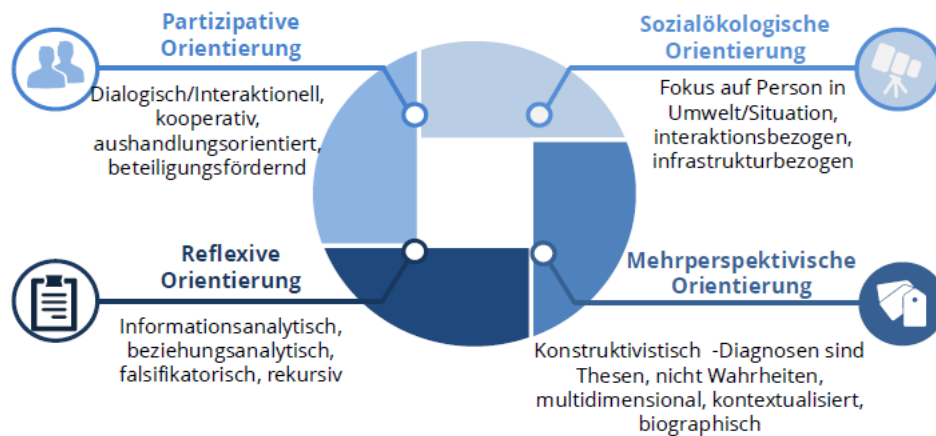 Partizipative
Orientierung
Dialogisch/Interaktionell,
kooperativ,
aushandlungsorientiert,
beteiligungsfördernd
Sozialökologische
Orientierung
Fokus auf Person in
Umwelt/Situation,
interaktionsbezogen,
infrastrukturbezogen
Reflexive
Orientierung
Informationsanalytisch,
beziehungsanalytisch,
falsifikatorisch, rekursiv
Mehrperspektivische
Orientierung
Konstruktivistisch -Diagnosen sind
Thesen, nicht Wahrheiten,
multidimensional, kontextualisiert,
biographisch